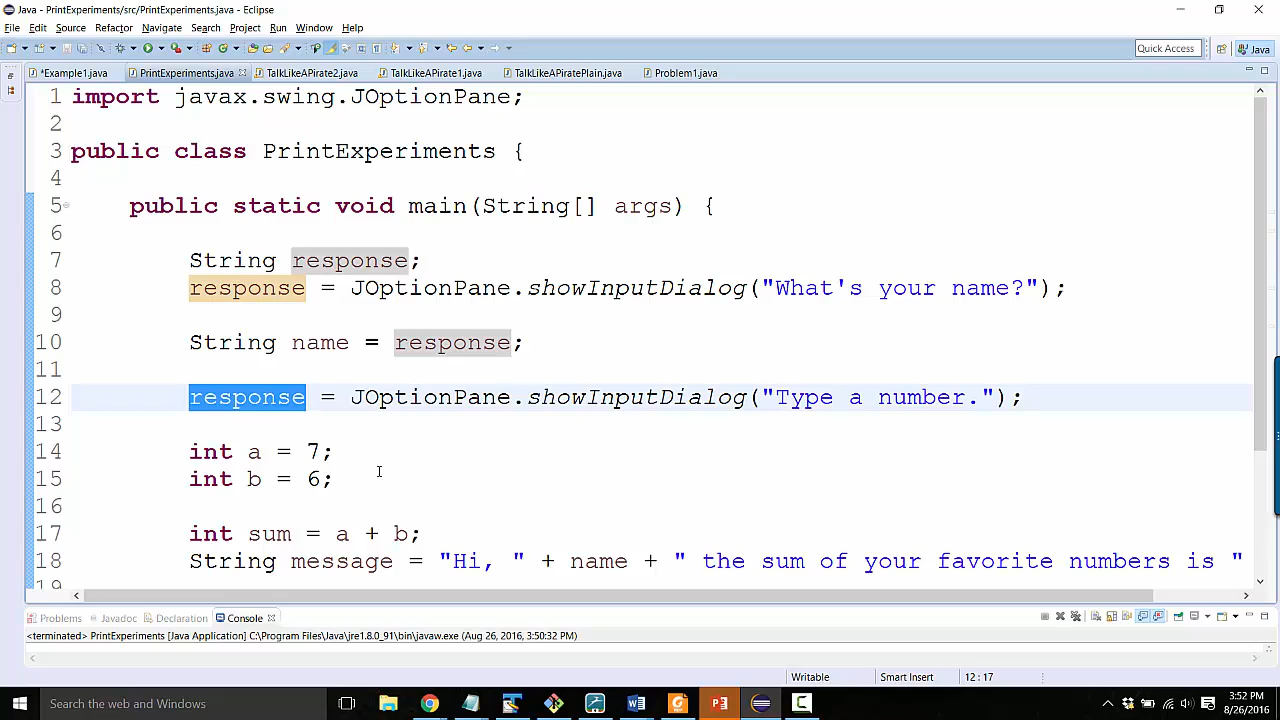 Java - PrintExperiments/src/PrintExperiments.java - Eclipse
File Edit Source Refactor Navigate Search Project Run Window Help
Quick Access Java
*Example1.java PrintExperiments.java TalkLikeAPirate2.java TalkLikeAPirate1.java TalkLikeAPiratePlain.java Problem1.java
1 import javax.swing.JOptionPane;
2
3 public class PrintExperiments {
4
5 public static void main(String[] args) {
6
7 String response;
8 response = JOptionPane.showInputDialog("What's your name?");
9
10 String name = response;
11
12 response = JOptionPane.showInputDialog("Type a number.");
13
14 int a = 7;
15 int b = 6;
16
17 int sum = a + b;
18 String message = "Hi, " + name + " the sum of your favorite numbers is "
19
Problems Javadoc Declaration Console
<terminated> PrintExperiments [Java Application] C:\Program Files\Java\jre1.8.0_91\bin\javaw.exe (Aug 26, 2016, 3:50:32 PM)
Writable Smart Insert 12 : 17
Search the web and Windows
3:52 PM
8/26/2016